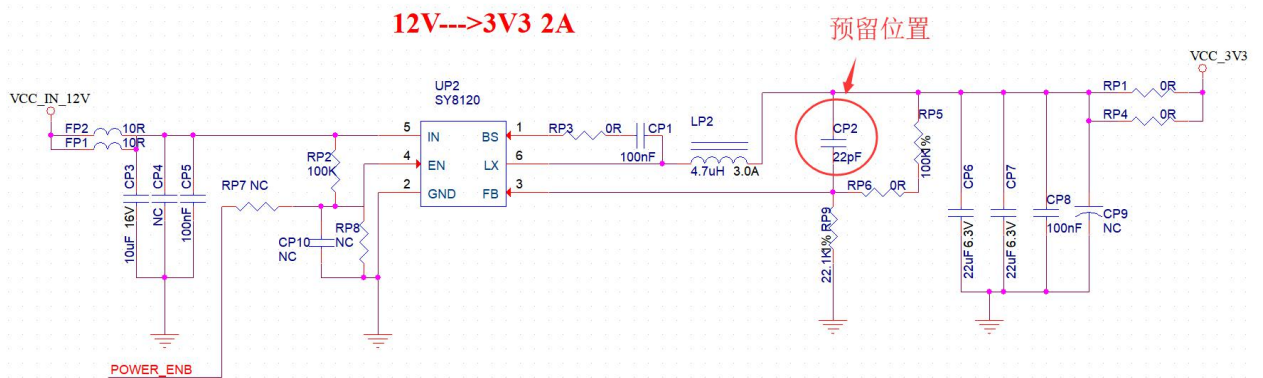 12V--->3V3 2A
预留位置
VCC_3V3
VCC_IN_12V
UP2
SY8120
RP1 0R
RP4 0R
FP2 10R
FP1 10R
5 IN
4 EN
2 GND
BS 1
LX 6
FB 3
RP3 0R
CP1
100nF
LP2
4.7uH 3.0A
CP2
22pF
RP5
100K 1%
RP6 0R
RP9
22.1K 1%
RP2
100K
RP7 NC
RP8
NC
CP10
NC
CP3
10uF 16V
CP4
NC
CP5
100nF
CP6
22uF 6.3V
CP7
22uF 6.3V
CP8
100nF
CP9
NC
POWER_ENB